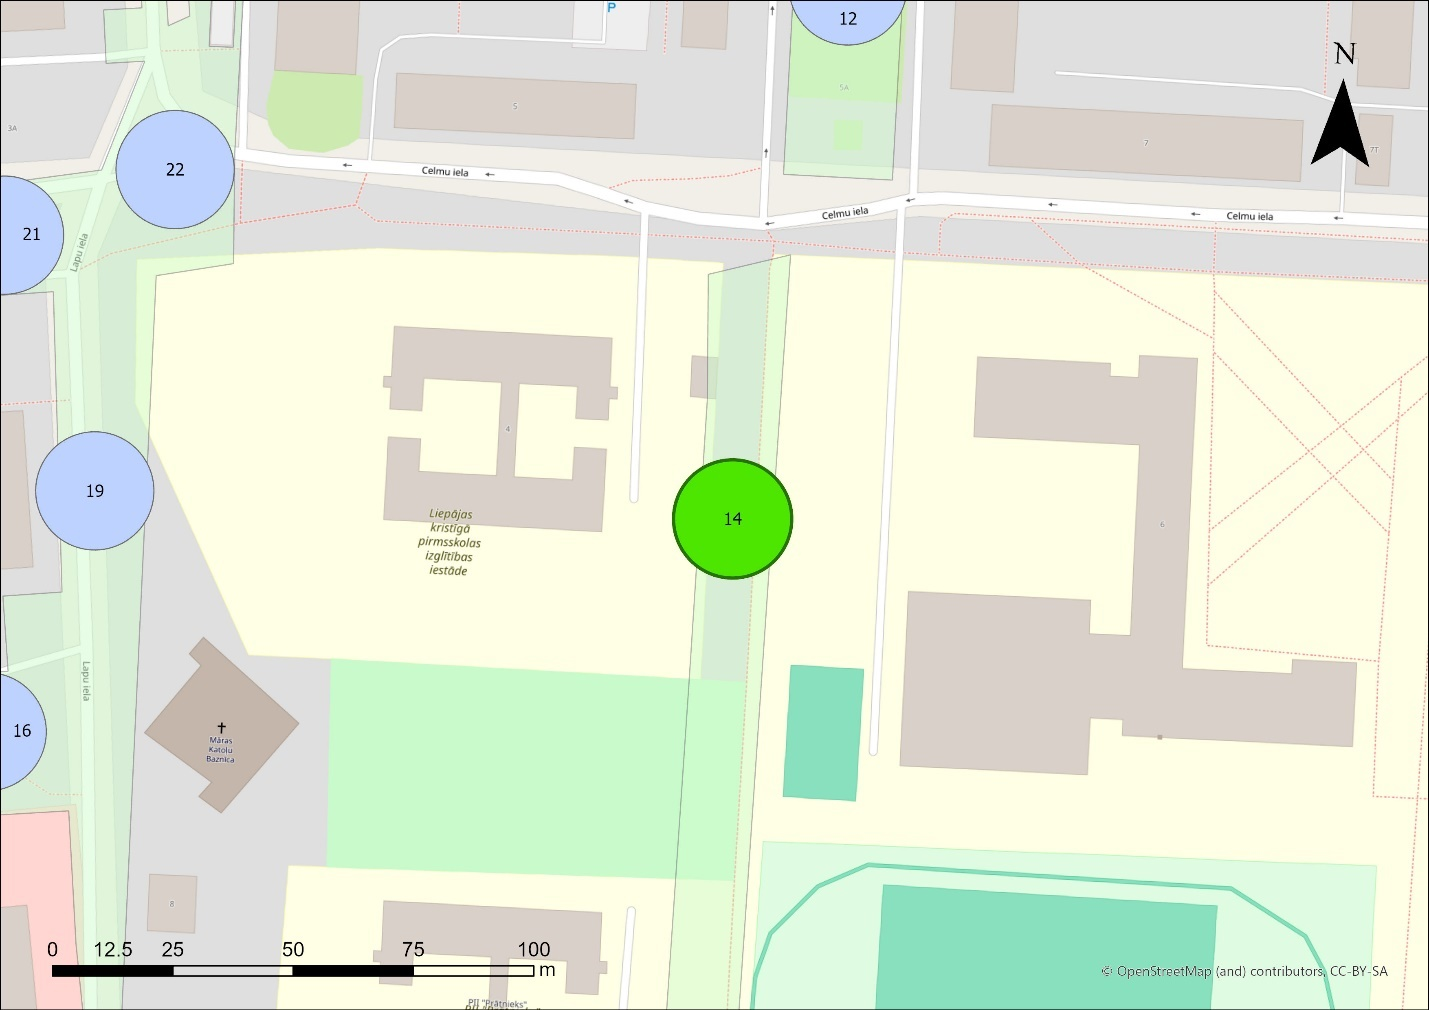 P
12
N
3A
5
5A
7
7T
22
Celmu iela
Celmu iela
Celmu iela
21
Lapu iela
4
19
14
6
Liepājas
kristīgā
pirmsskolas
izglītības
iestāde
Lapu iela
16
Māras
Katoļu
Baznīca
8
0 12.5 25 50 75 100
m
PII "Prātnieks"
© OpenStreetMap (and) contributors, CC-BY-SA